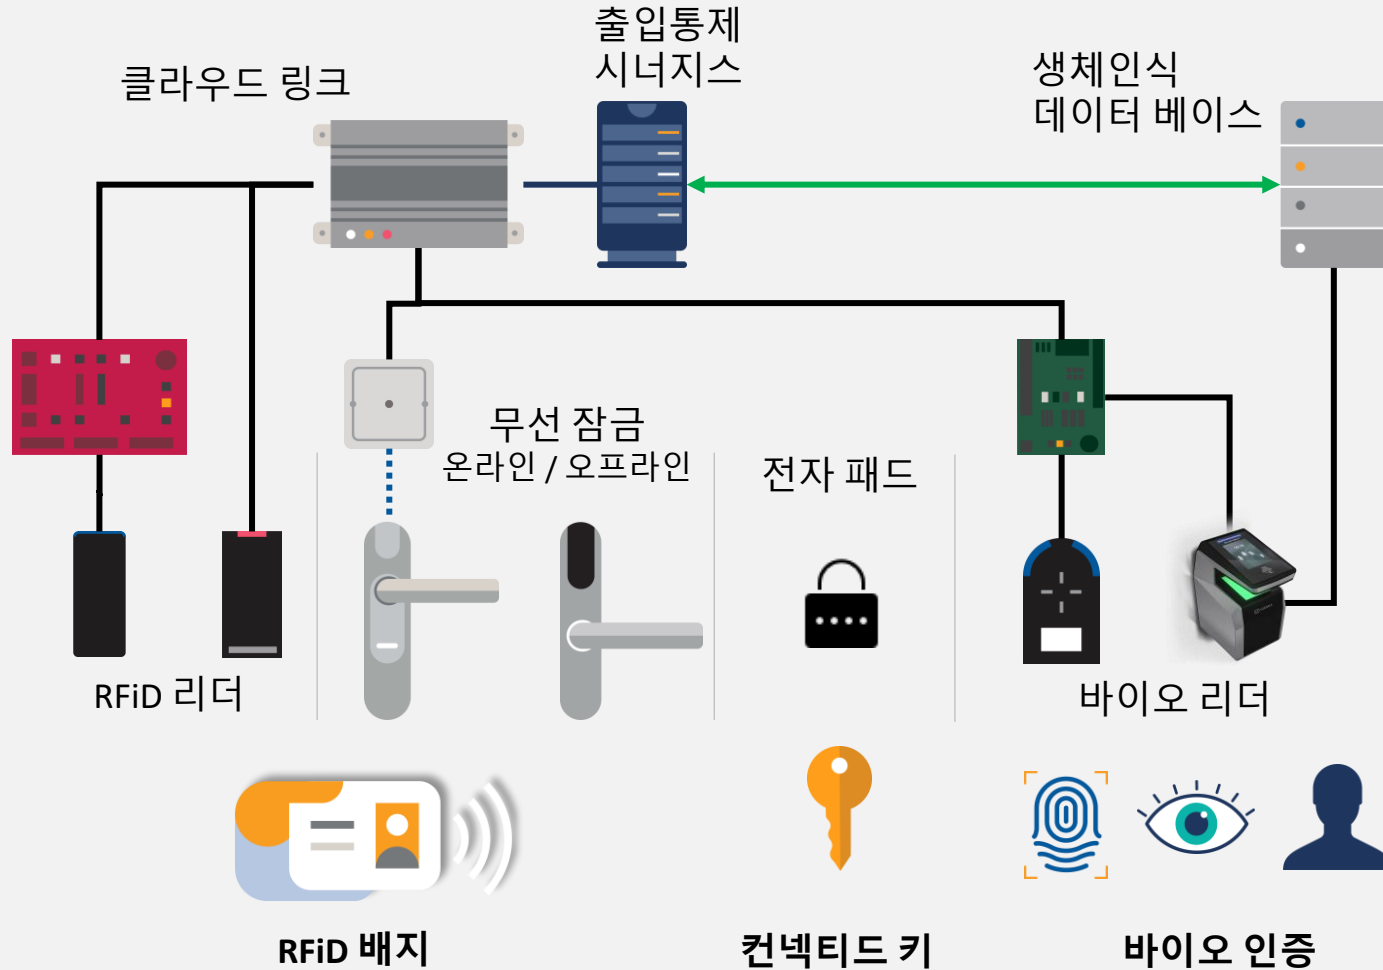 출입통제
시너지스
클라우드 링크
생체인식
데이터 베이스
무선 잠금
온라인 / 오프라인
전자 패드
RFiD 리더
바이오 리더
RFiD 배지
컨넥티드 키
바이오 인증